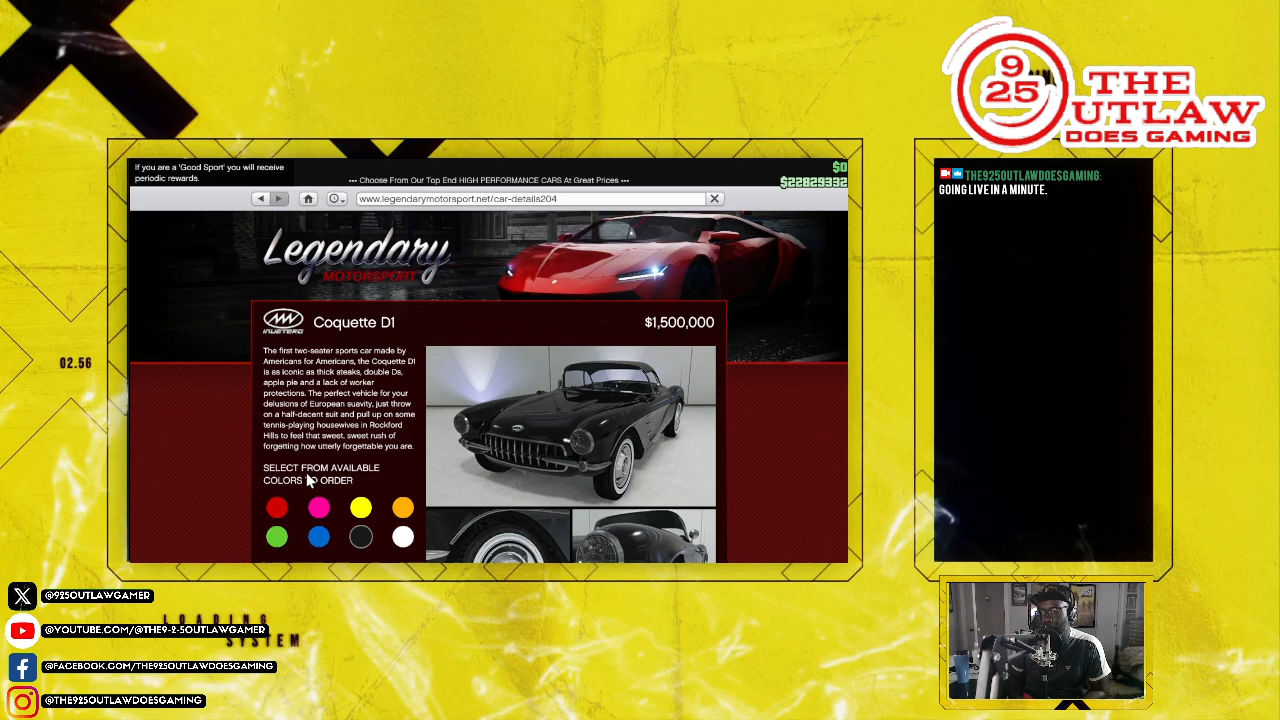 9
25
THE
OUTLAW
DOES GAMING
If you are a 'Good Sport' you will receive
periodic rewards.
--- Choose From Our Top End HIGH PERFORMANCE CARS At Great Prices ---
$0
$22829332
www.legendarymotorsport.net/car-details204
Legendary
MOTORSPORT
INVETERO
Coquette D1
$1,500,000
The first two-seater sports car made by
Americans for Americans, the Coquette D1
is as iconic as thick steaks, double Ds,
apple pie and a lack of worker
protections. The perfect vehicle for your
delusions of European suavity, just throw
on a half-decent suit and pull up on some
tennis-playing housewives in Rockford
Hills to feel that sweet, sweet rush of
forgetting how utterly forgettable you are.
SELECT FROM AVAILABLE
COLORS TO ORDER
THE925OUTLAWDOESGAMING:
GOING LIVE IN A MINUTE.
02.56
@925OUTLAWGAMER
LOADING
@YOUTUBE.COM/@THE9-2-5OUTLAWGAMER
SYSTEM
@FACEBOOK.COM/THE925OUTLAWDOESGAMING
@THE925OUTLAWDOESGAMING